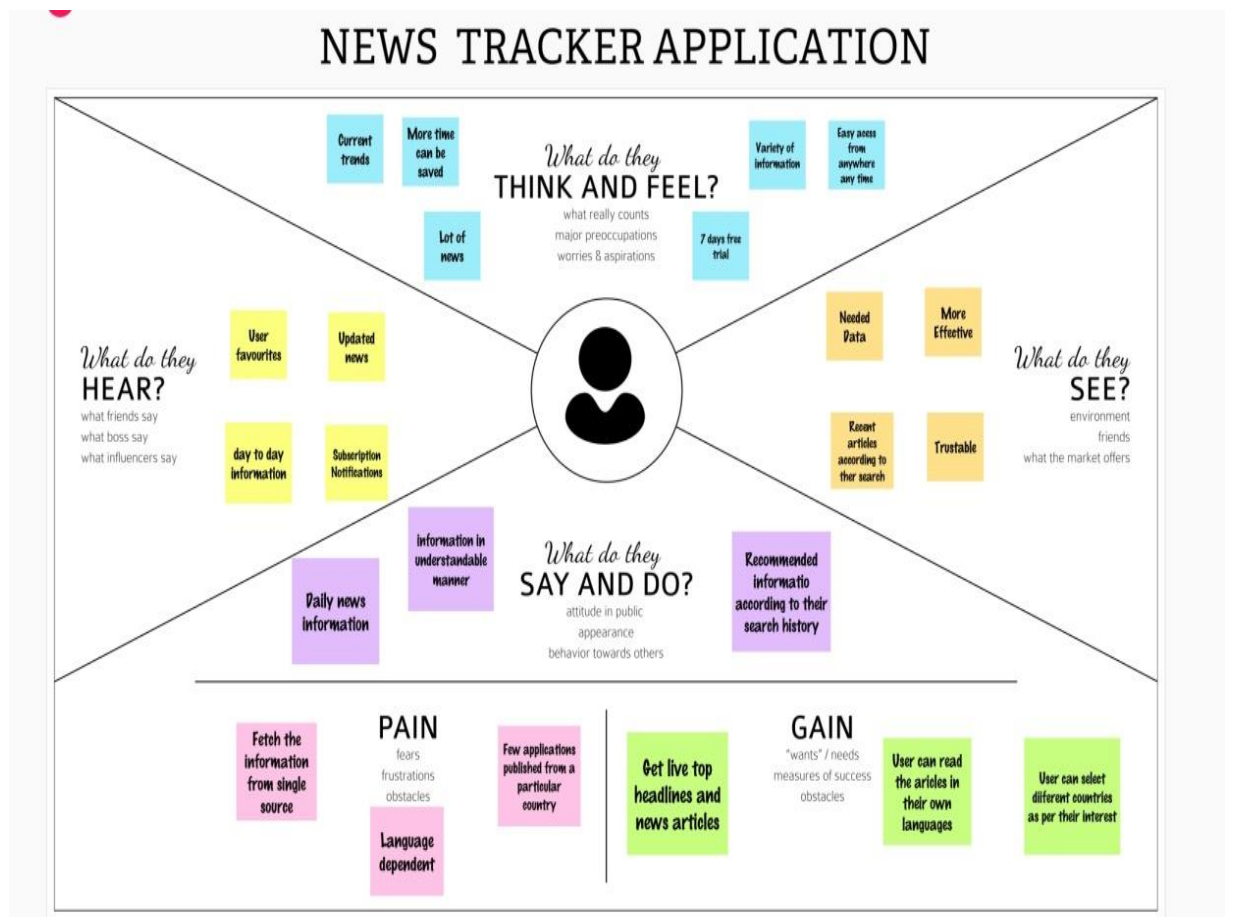 NEWS TRACKER APPLICATION
Current
trends
More time
can be
saved
What do they
THINK AND FEEL?
what really counts
major preoccupations
worries & aspirations
Variety of
information
Easy acess
from
anywhere
any time
Lot of
news
7 days free
trial
User
favourites
Updated
news
What do they
HEAR?
what friends say
what boss say
what influencers say
day to day
information
Subscription
Notifications
Needed
Data
More
Effective
What do they
SEE?
environment
friends
what the market offers
Recent
articles
according to
ther search
Trustable
Daily news
information
information in
understandable
manner
What do they
SAY AND DO?
attitude in public
appearance
behavior towards others
Recommended
informatio
according to their
search history
Fetch the
information
from single
source
PAIN
fears
frustrations
obstacles
Language
dependent
Few applications
published from a
particular
country
Get live top
headlines and
news articles
GAIN
"wants" / needs
measures of success
obstacles
User can read
the aricles in
their own
languages
User can select
diiferent countries
as per their interest